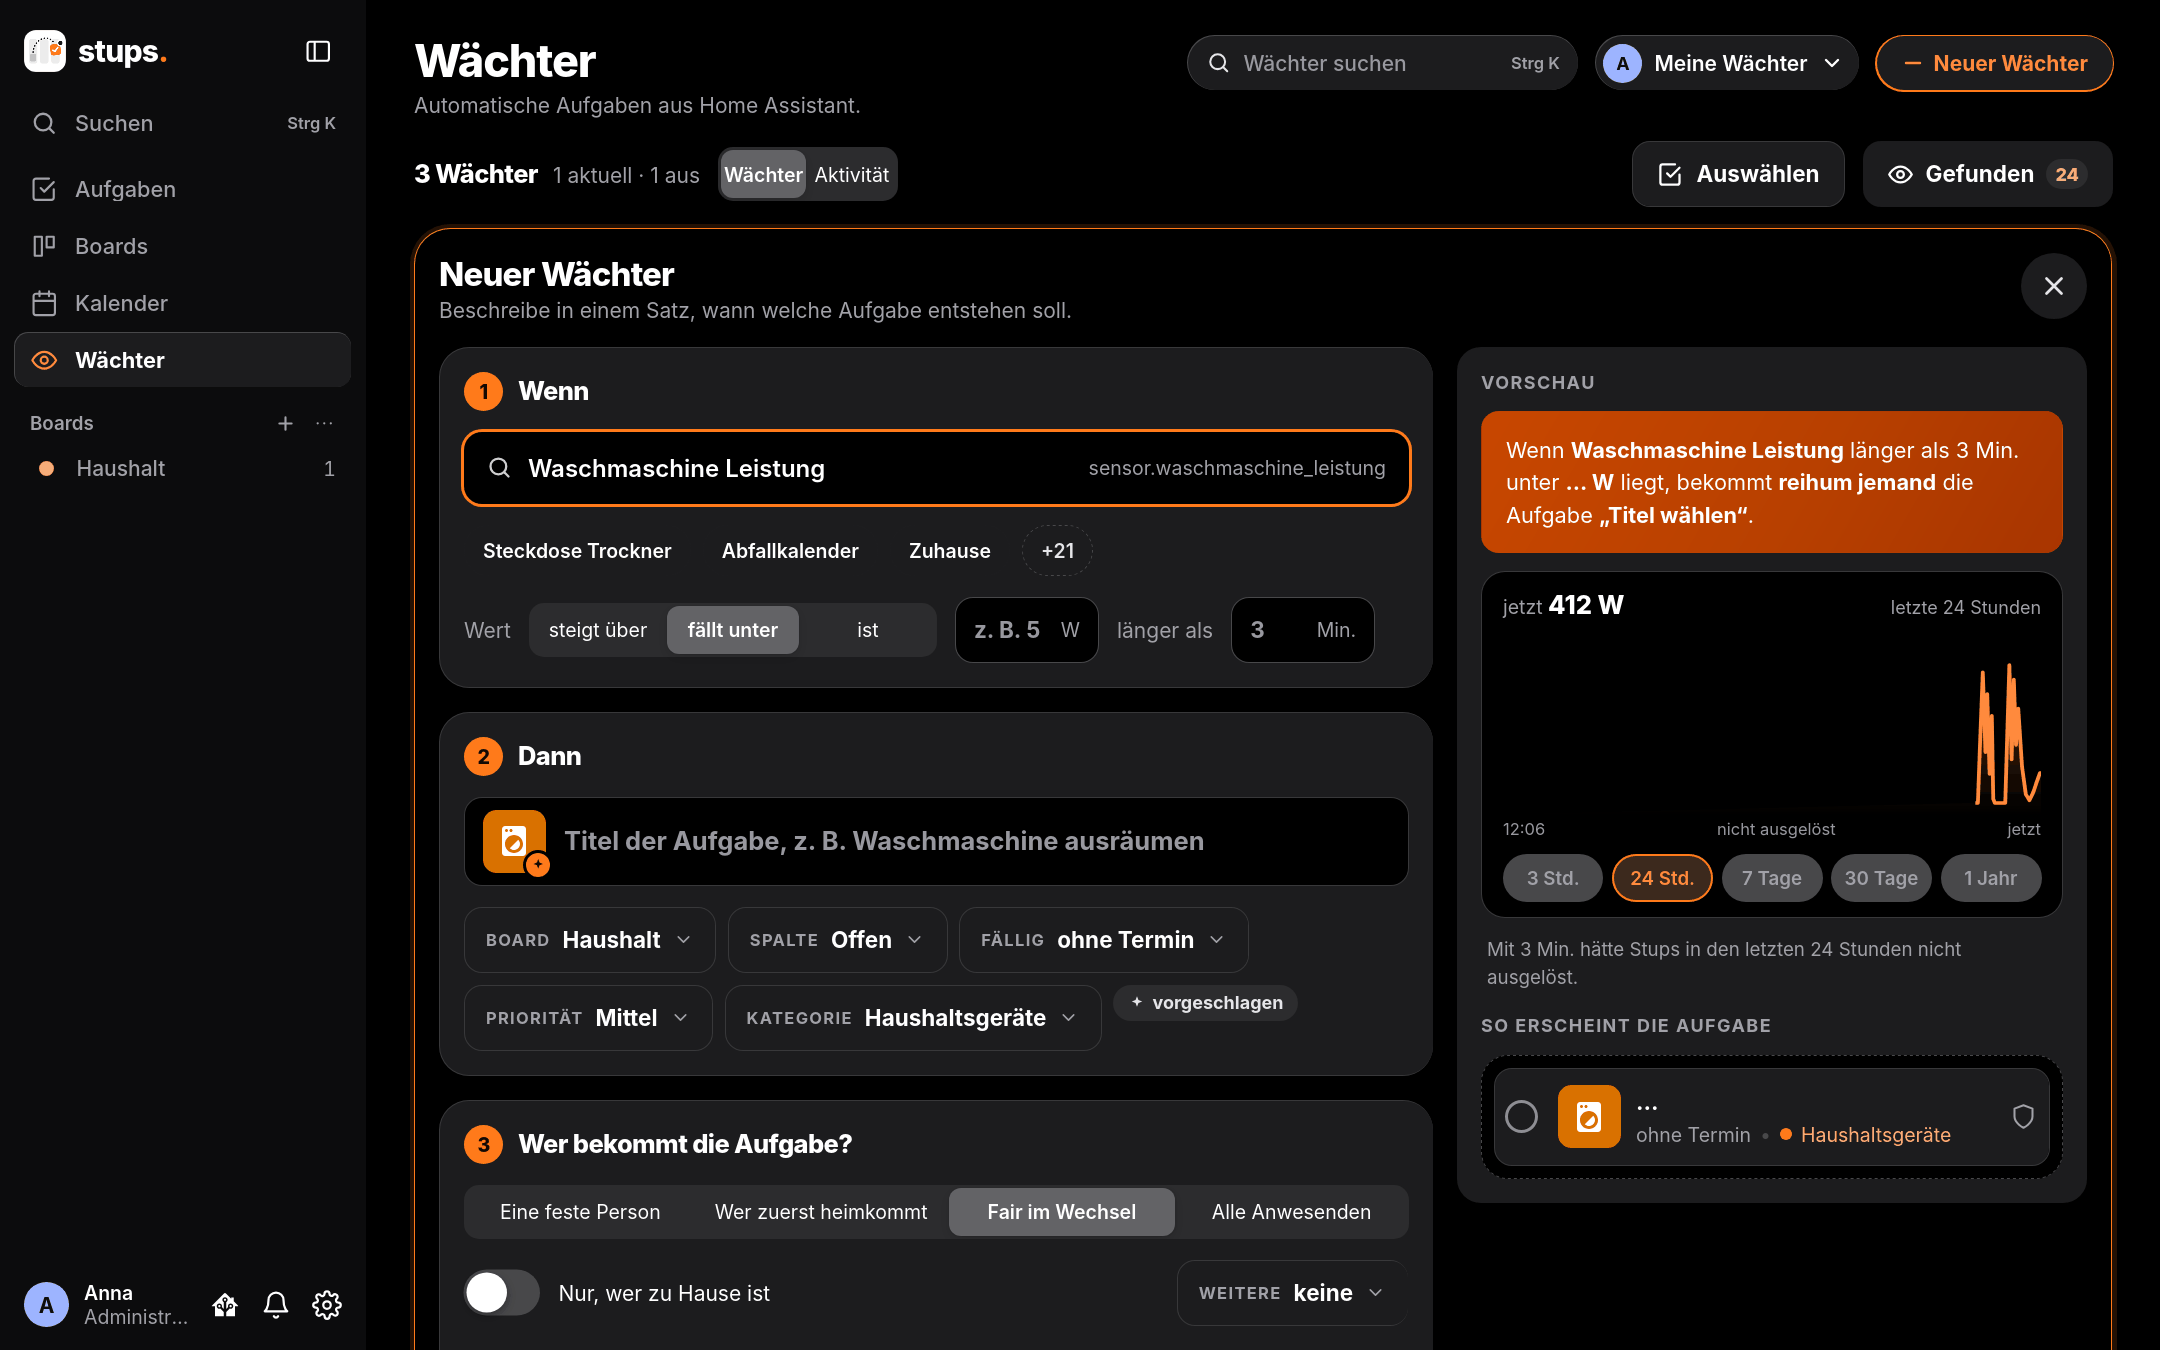 stups.
Suchen Strg K
Aufgaben
Boards
Kalender
Wächter
Boards
Haushalt 1
Anna
Administr...
A
Wächter
Automatische Aufgaben aus Home Assistant.
Wächter suchen Strg K
A Meine Wächter
Neuer Wächter
3 Wächter 1 aktuell · 1 aus Wächter Aktivität
Auswählen
Gefunden 24
Neuer Wächter
Beschreibe in einem Satz, wann welche Aufgabe entstehen soll.
1 Wenn
Waschmaschine Leistung sensor.waschmaschine_leistung
Steckdose Trockner Abfallkalender Zuhause +21
Wert steigt über fällt unter ist z. B. 5 W länger als 3 Min.
2 Dann
Titel der Aufgabe, z. B. Waschmaschine ausräumen
BOARD Haushalt SPALTE Offen FÄLLIG ohne Termin
PRIORITÄT Mittel KATEGORIE Haushaltsgeräte vorgeschlagen
3 Wer bekommt die Aufgabe?
Eine feste Person Wer zuerst heimkommt Fair im Wechsel Alle Anwesenden
Nur, wer zu Hause ist WEITERE keine
VORSCHAU
Wenn Waschmaschine Leistung länger als 3 Min.
unter ... W liegt, bekommt reihum jemand die
Aufgabe „Titel wählen“.
jetzt 412 W letzte 24 Stunden
12:06 nicht ausgelöst jetzt
3 Std. 24 Std. 7 Tage 30 Tage 1 Jahr
Mit 3 Min. hätte Stups in den letzten 24 Stunden nicht
ausgelöst.
SO ERSCHEINT DIE AUFGABE
...
ohne Termin • Haushaltsgeräte